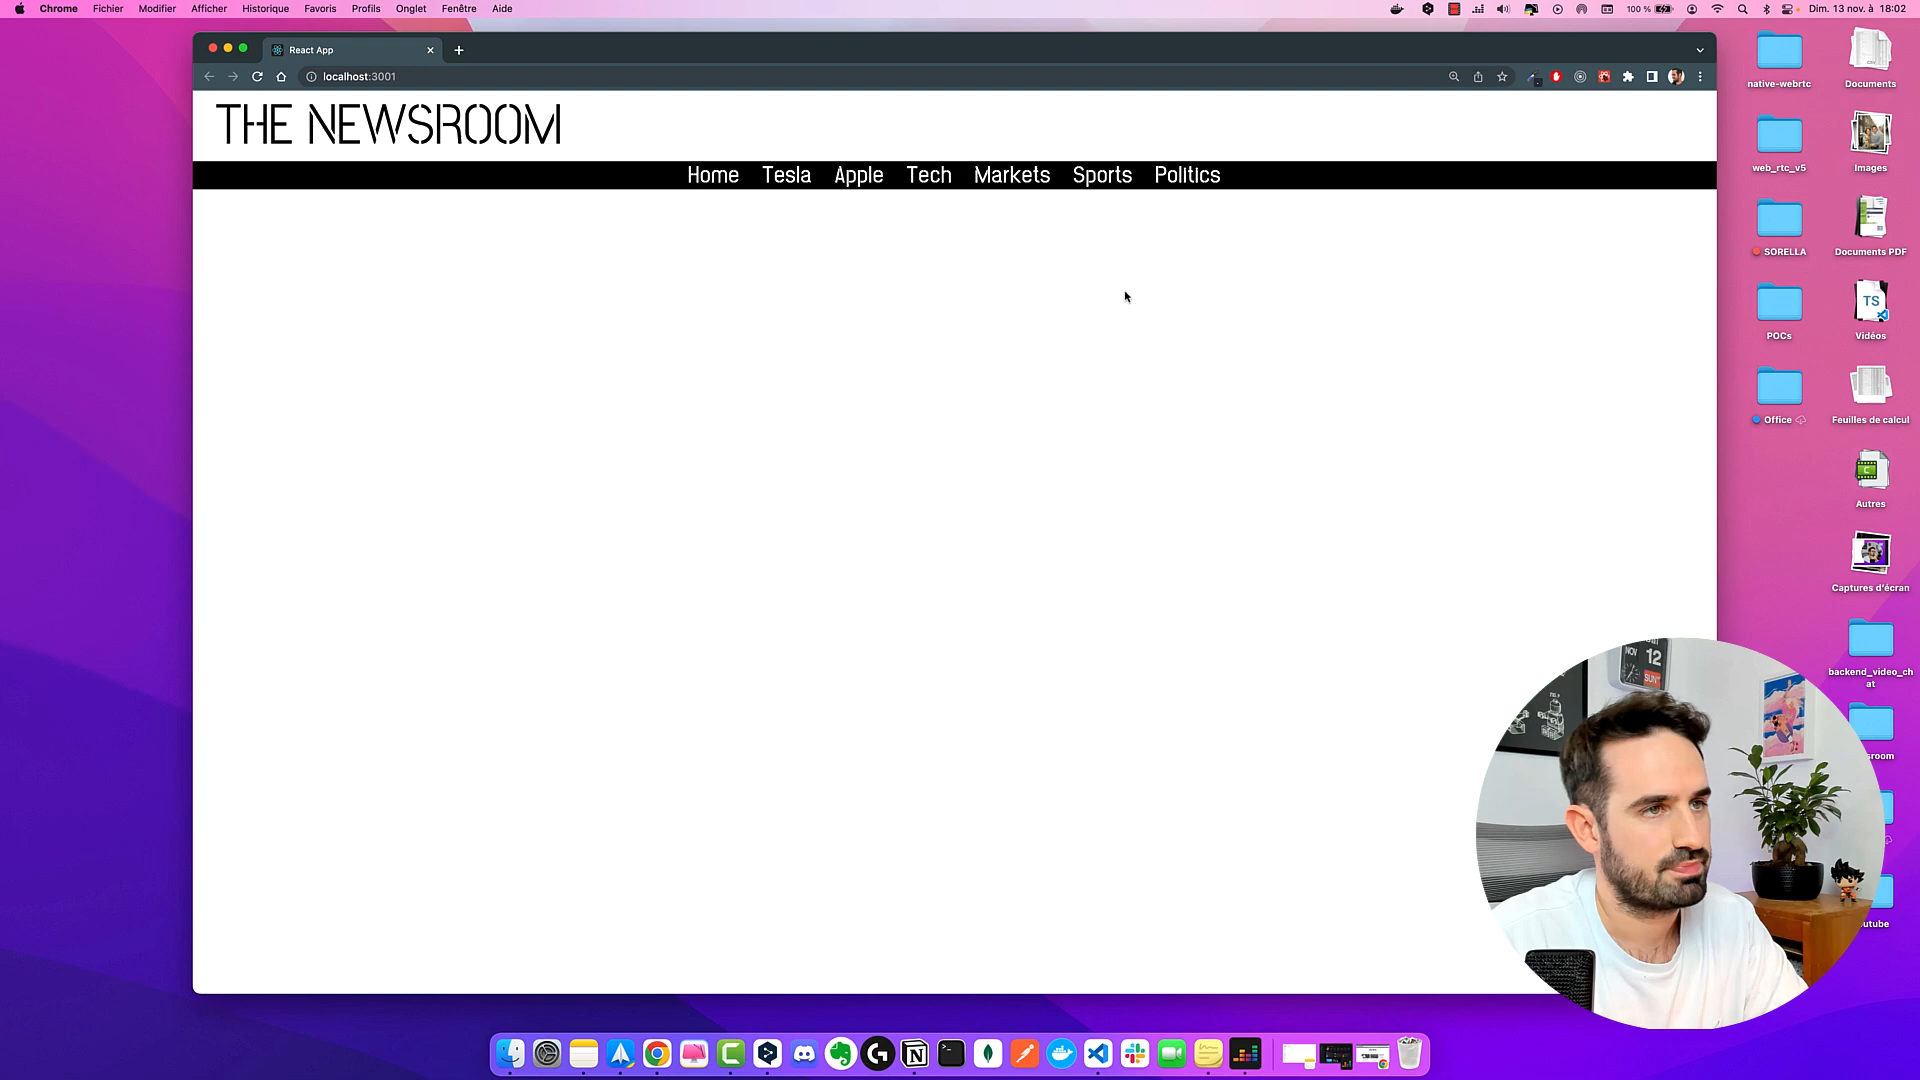 Chrome Fichier Modifier Afficher Historique Favoris Profils Onglet Fenêtre Aide
100 % Dim. 13 nov. à 18:02
React App
localhost:3001
THE NEWSROOM
Home Tesla Apple Tech Markets Sports Politics
native-webrtc
Documents
web_rtc_v5
Images
SORELLA
Documents PDF
TS
POCs
Vidéos
Office
Feuilles de calcul
Autres
Captures d'écran
backend_video_ch
at
NOV 12
SUN
room
utube